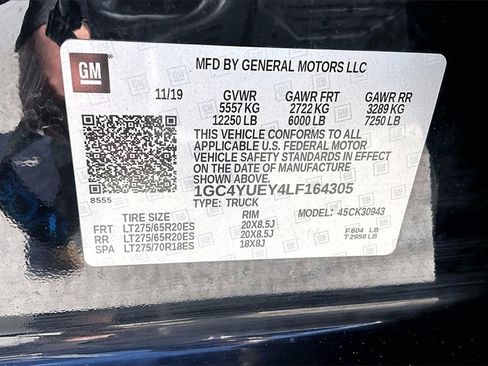 GM
MFD BY GENERAL MOTORS LLC
11/19 GVWR GAWR FRT GAWR RR
5557 KG 2722 KG 3289 KG
12250 LB 6000 LB 7250 LB
THIS VEHICLE CONFORMS TO ALL
APPLICABLE U.S. FEDERAL MOTOR
VEHICLE SAFETY STANDARDS IN EFFECT
ON THE DATE OF MANUFACTURE SHOWN ABOVE.
1GC4YUEY4LF164305
8555 TYPE: TRUCK MODEL: 45CK30943
TIRE SIZE RIM
FRT LT275/65R20ES 20X8.5J F604 LB
RR LT275/65R20ES 20X8.5J T2958LB
SPA LT275/70R18ES 18X8J